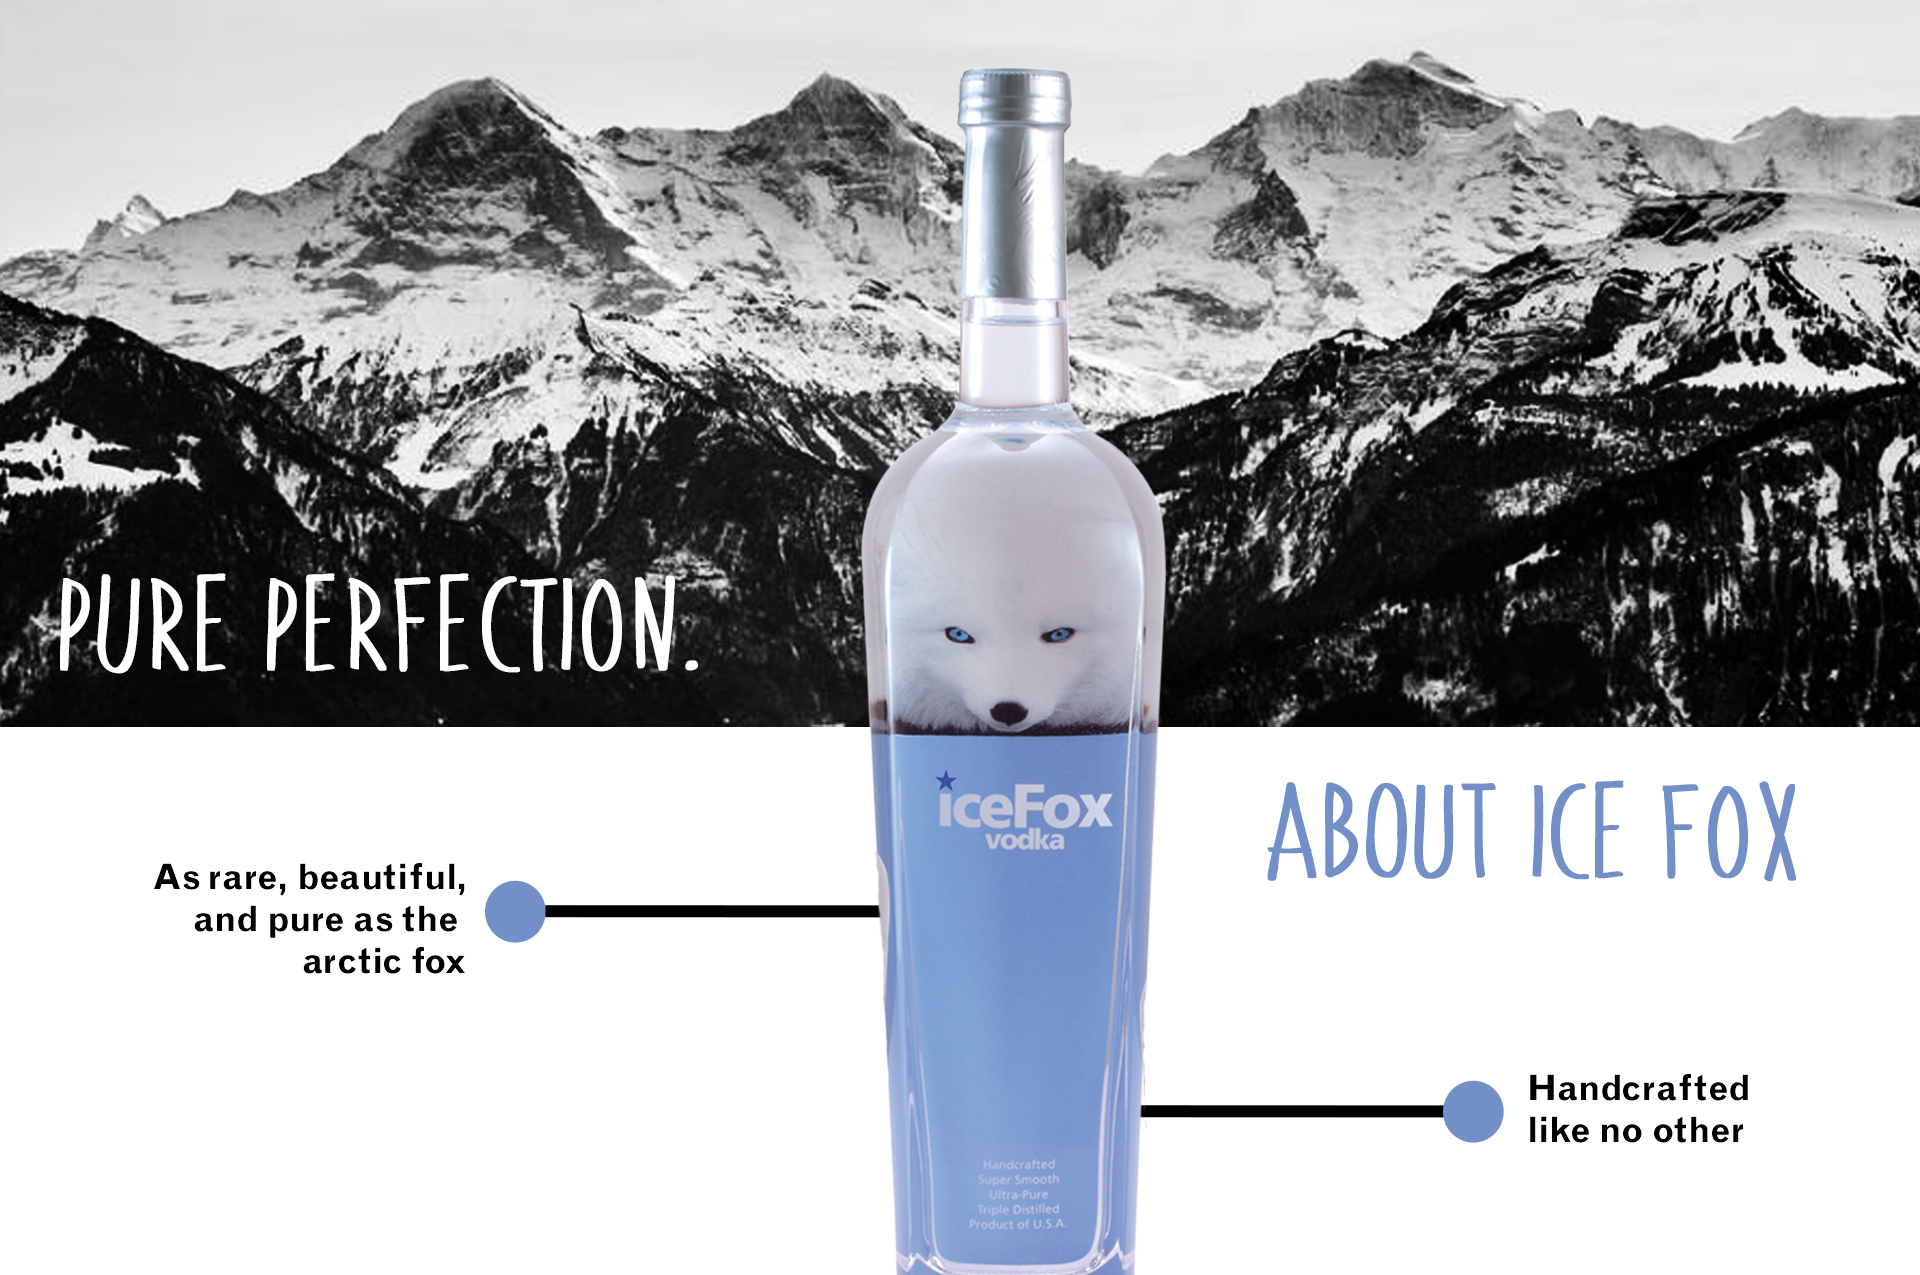 PURE PERFECTION.
iceFox
vodka
ABOUT ICE FOX
As rare, beautiful,
and pure as the
arctic fox
Handcrafted
like no other
Handcrafted
Super Smooth
Ultra-Pure
Triple Distilled
Product of U.S.A.